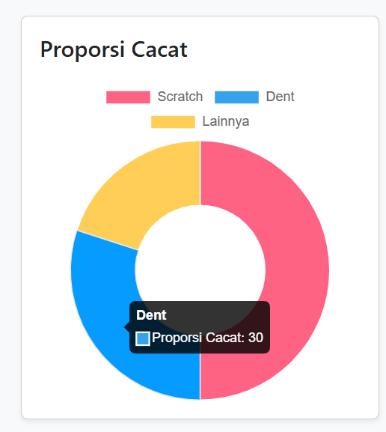 Proporsi Cacat
Scratch Dent
Lainnya
Dent
Proporsi Cacat: 30